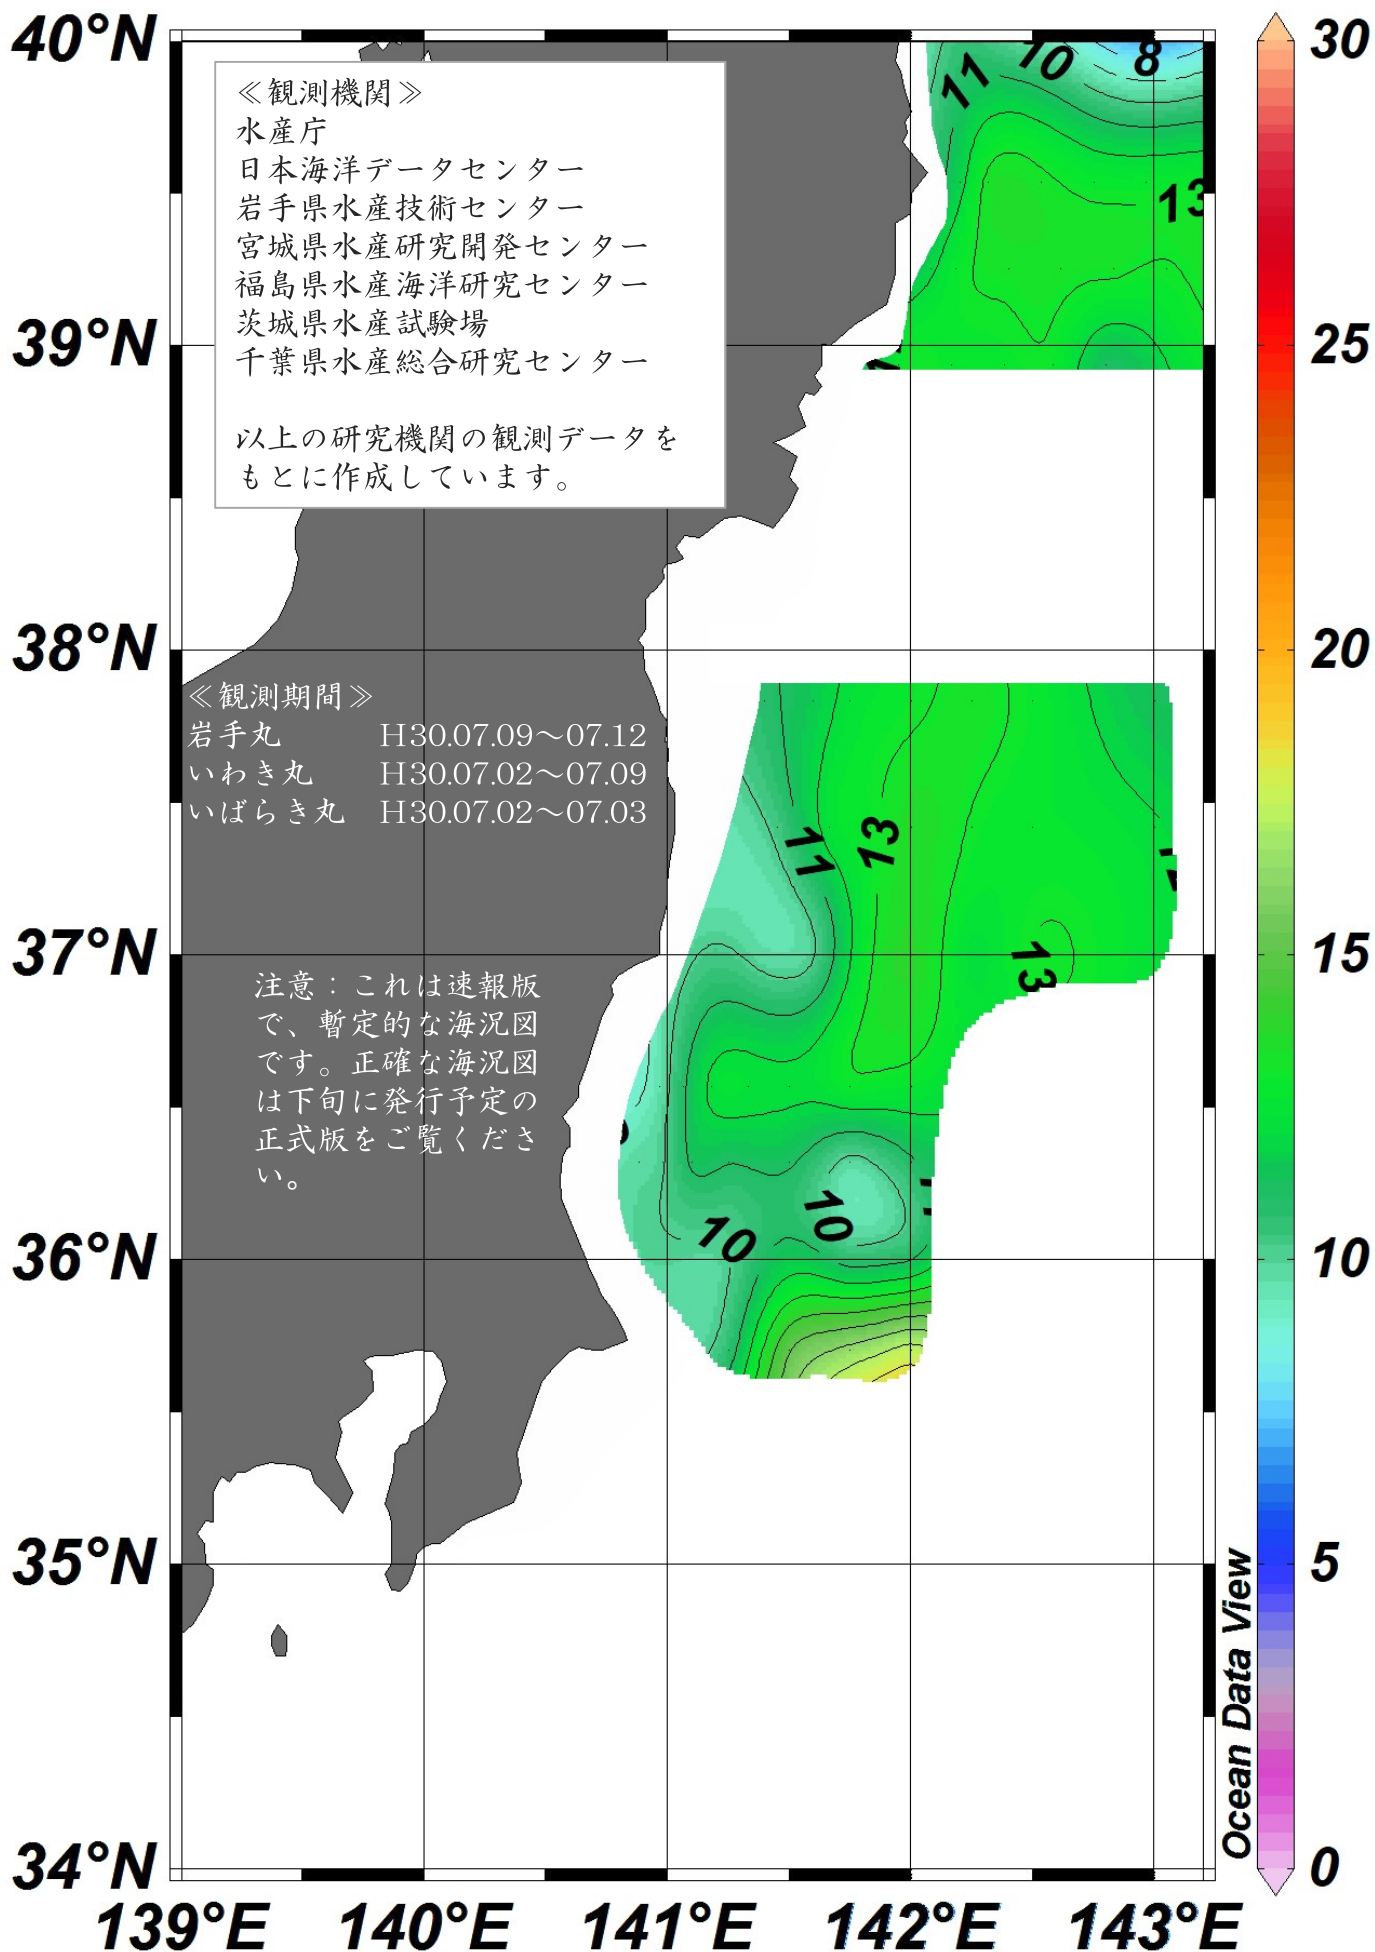 40°N
39°N
38°N
37°N
36°N
35°N
34°N
139°E 140°E 141°E 142°E 143°E
≪観測機関≫
水産庁
日本海洋データセンター
岩手県水産技術センター
宮城県水産研究開発センター
福島県水産海洋研究センター
茨城県水産試験場
千葉県水産総合研究センター
以上の研究機関の観測データを
もとに作成しています。
≪観測期間≫
岩手丸 H30.07.09～07.12
いわき丸 H30.07.02～07.09
いばらき丸 H30.07.02～07.03
注意：これは速報版
で、暫定的な海況図
です。正確な海況図
は下旬に発行予定の
正式版をご覧くださ
い。
11
10
8
13
11
13
13
10
10
30
25
20
15
10
5
0
Ocean Data View